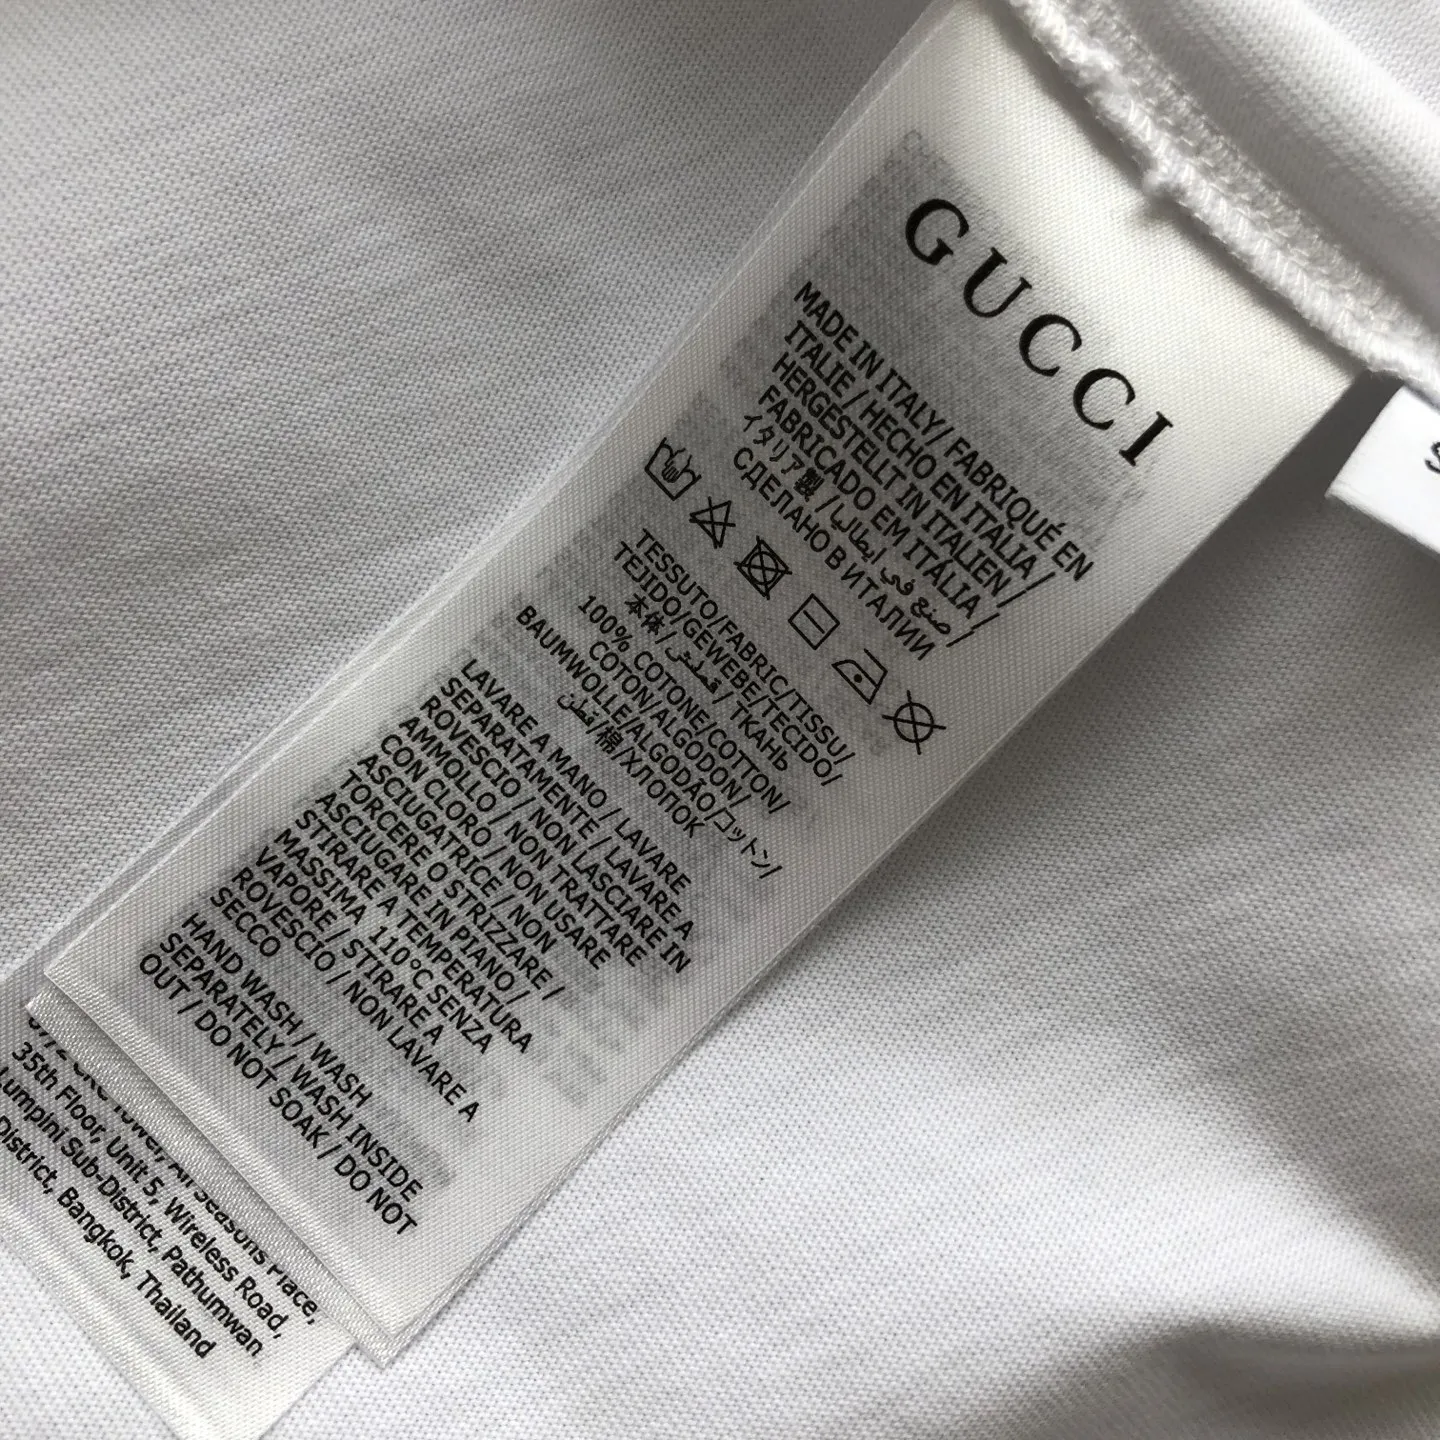 GUCCI
MADE IN ITALY/ FABRIQUÉ EN
ITALIE / HECHO EN ITALIA /
HERGESTELLT IN ITALIEN /
FABRICADO EM ITÁLIA /
イタリア製 / صنع في ايطاليا /
СДЕЛАНО В ИТАЛИИ
TESSUTO/FABRIC/TISSU/
TEJIDO/GEWEBE/TECIDO/
本体/قماش/ ТКАНЬ
100% COTONE/COTTON/
COTON/ALGODON/
BAUMWOLLE/ALGODÃO/コットン/
قطن/棉/ХЛОПОК
LAVARE A MANO / LAVARE
SEPARATAMENTE / LAVARE A
ROVESCIO / NON LASCIARE IN
AMMOLLO / NON TRATTARE
CON CLORO / NON USARE
ASCIUGATRICE / NON
TORCERE O STRIZZARE /
ASCIUGARE IN PIANO /
STIRARE A TEMPERATURA
MASSIMA 110°C SENZA
VAPORE / STIRARE A
ROVESCIO / NON LAVARE A
SECCO
HAND WASH / WASH
SEPARATELY / WASH INSIDE
OUT / DO NOT SOAK / DO NOT
Tower, All Seasons Place,
35th Floor, Unit 5, Wireless Road,
Lumpini Sub-District, Pathumwan
District, Bangkok, Thailand